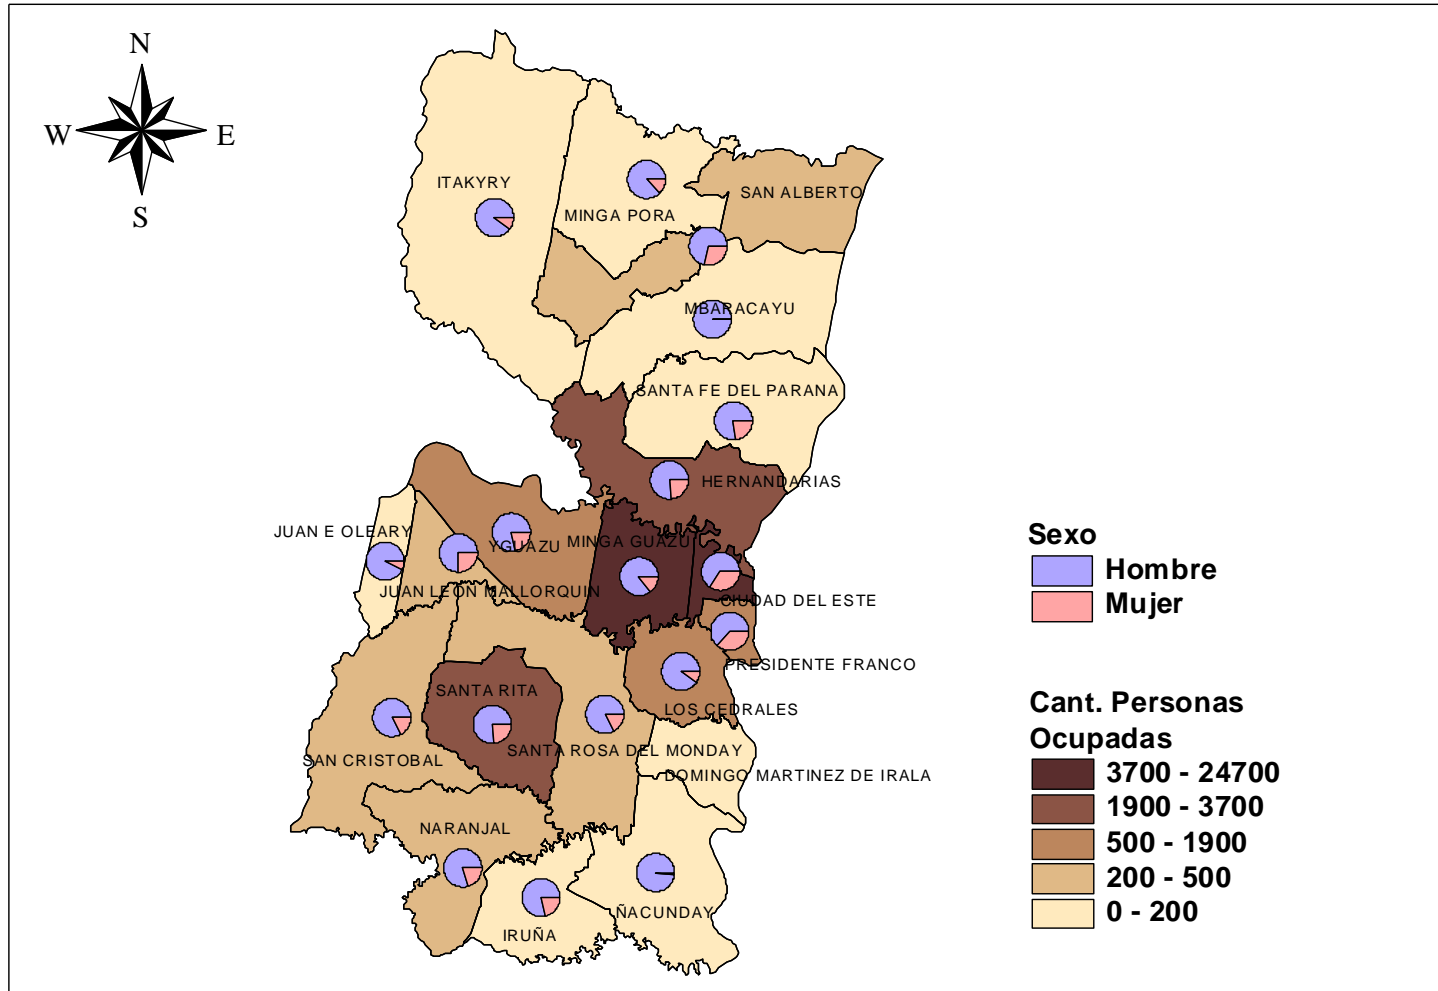 N
W
E
S
ITAKYRY
MINGA PORA
SAN ALBERTO
MBARACAYU
SANTA FE DEL PARANA
HERNANDARIAS
JUAN E OLEARY
YGUAZU
MINGA GUAZU
JUAN LEON MALLORQUIN
CIUDAD DEL ESTE
PRESIDENTE FRANCO
SANTA RITA
LOS CEDRALES
SAN CRISTOBAL
SANTA ROSA DEL MONDAY
DOMINGO MARTINEZ DE IRALA
NARANJAL
ÑACUNDAY
IRUÑA
Sexo
Hombre
Mujer
Cant. Personas
Ocupadas
3700 - 24700
1900 - 3700
500 - 1900
200 - 500
0 - 200